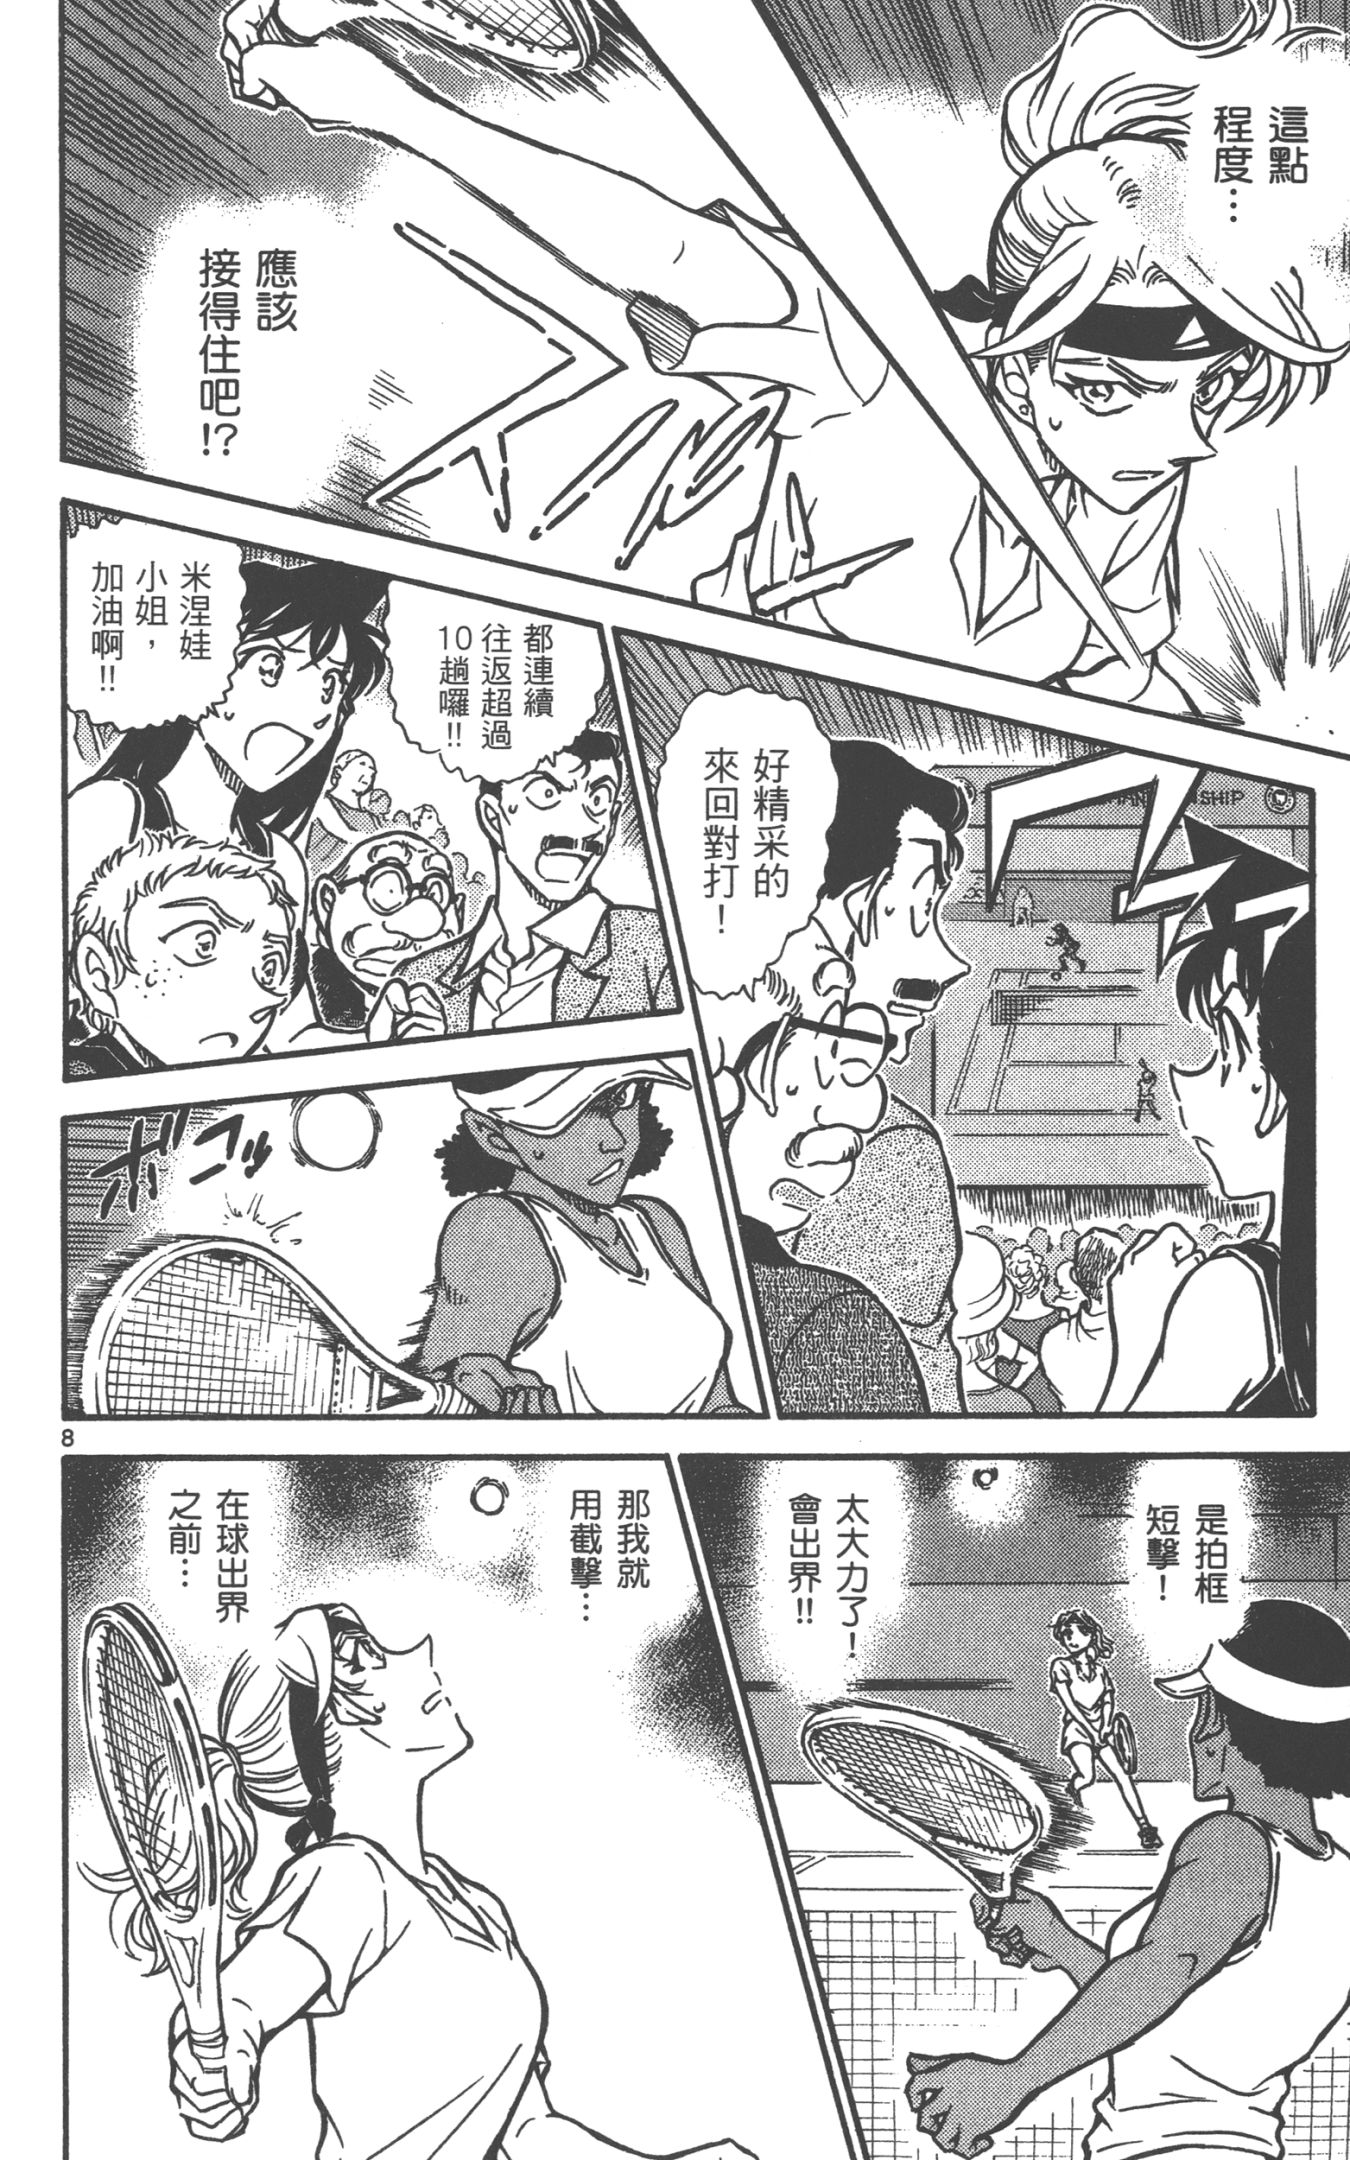 這點
程度…
應該
接得住吧!?
好精采的
來回對打！
SHIP
都連續
往返超過
10趟囉!!
米涅娃
小姐，
加油啊!!
8
是拍框
短擊！
太大力了！
會出界!!
那我就
用截擊…
在球出界
之前…